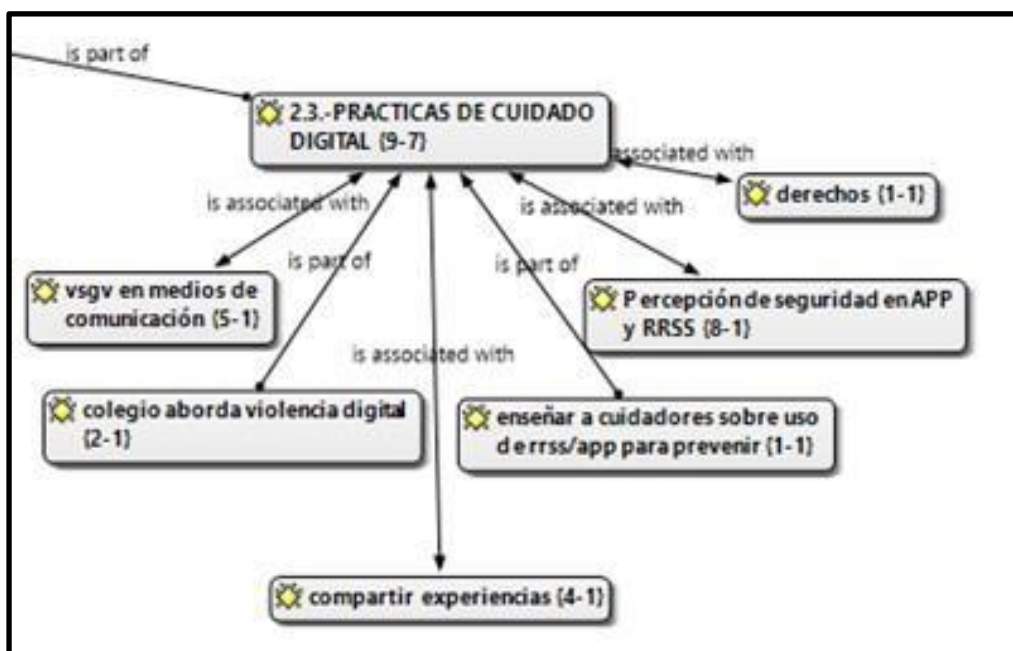 is part of
2.3.-PRACTICAS DE CUIDADO
DIGITAL {9-7}
associated with
derechos {1-1}
is associated with
is associated with
is part of
is part of
vsgv en medios de
comunicación {5-1}
Percepción de seguridad en APP
y RRSS {8-1}
is associated with
colegio aborda violencia digital
{2-1}
enseñar a cuidadores sobre uso
de rrss/app para prevenir {1-1}
compartir experiencias {4-1}